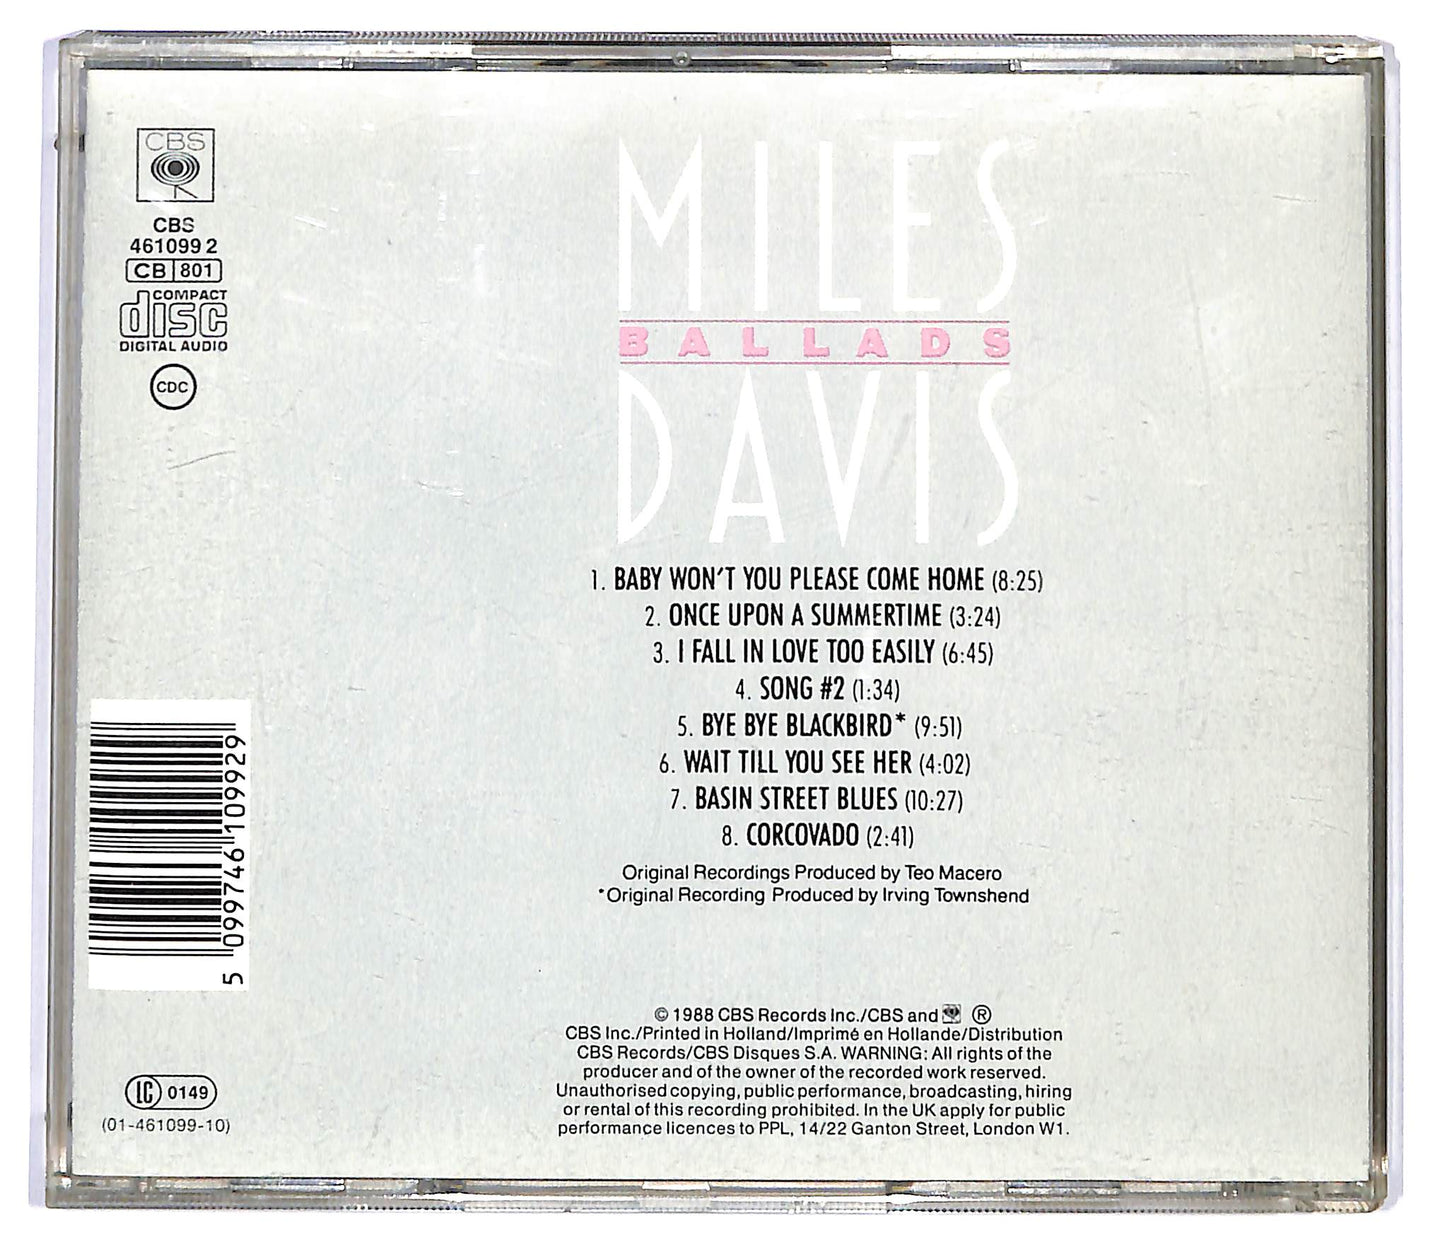 CBS
CBS
461099 2
CB 801
COMPACT
disc
DIGITAL AUDIO
CDC
MILES
BALLADS
DAVIS
1. BABY WON'T YOU PLEASE COME HOME (8:25)
2. ONCE UPON A SUMMERTIME (3:24)
3. I FALL IN LOVE TOO EASILY (6:45)
4. SONG #2 (1:34)
5. BYE BYE BLACKBIRD* (9:51)
6. WAIT TILL YOU SEE HER (4:02)
7. BASIN STREET BLUES (10:27)
8. CORCOVADO (2:41)
Original Recordings Produced by Teo Macero
*Original Recording Produced by Irving Townshend
5 099746 109929
© 1988 CBS Records Inc./CBS and ®
CBS Inc./Printed in Holland/Imprimé en Hollande/Distribution
CBS Records/CBS Disques S.A. WARNING: All rights of the
producer and of the owner of the recorded work reserved.
Unauthorised copying, public performance, broadcasting, hiring
or rental of this recording prohibited. In the UK apply for public
performance licences to PPL, 14/22 Ganton Street, London W1.
LC 0149
(01-461099-10)